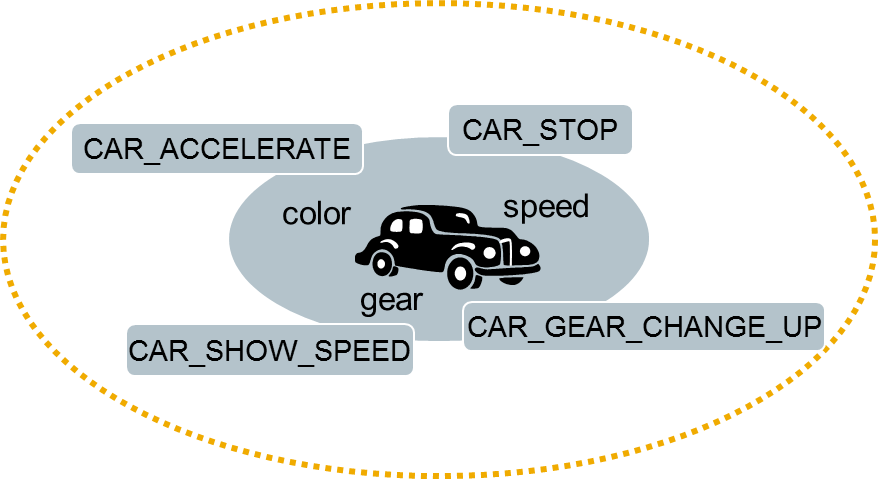 CAR_ACCELERATE
CAR_STOP
color
speed
gear
CAR_SHOW_SPEED
CAR_GEAR_CHANGE_UP